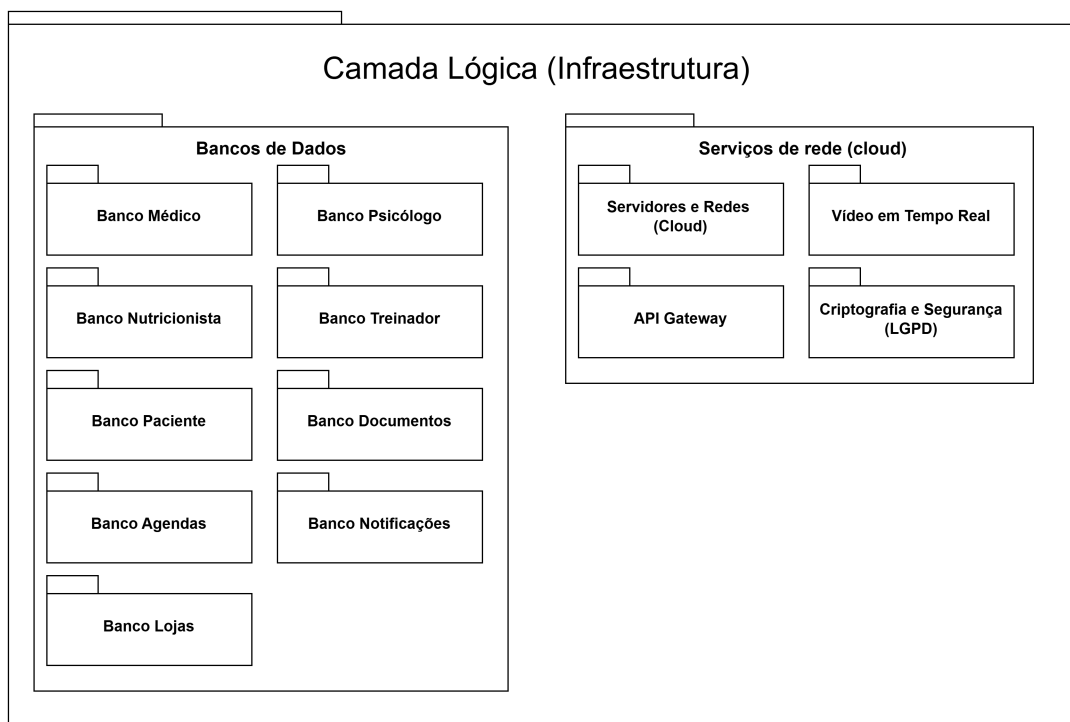 Camada Lógica (Infraestrutura)
Bancos de Dados
Banco Médico
Banco Psicólogo
Banco Nutricionista
Banco Treinador
Banco Paciente
Banco Documentos
Banco Agendas
Banco Notificações
Banco Lojas
Serviços de rede (cloud)
Servidores e Redes
(Cloud)
Vídeo em Tempo Real
API Gateway
Criptografia e Segurança
(LGPD)